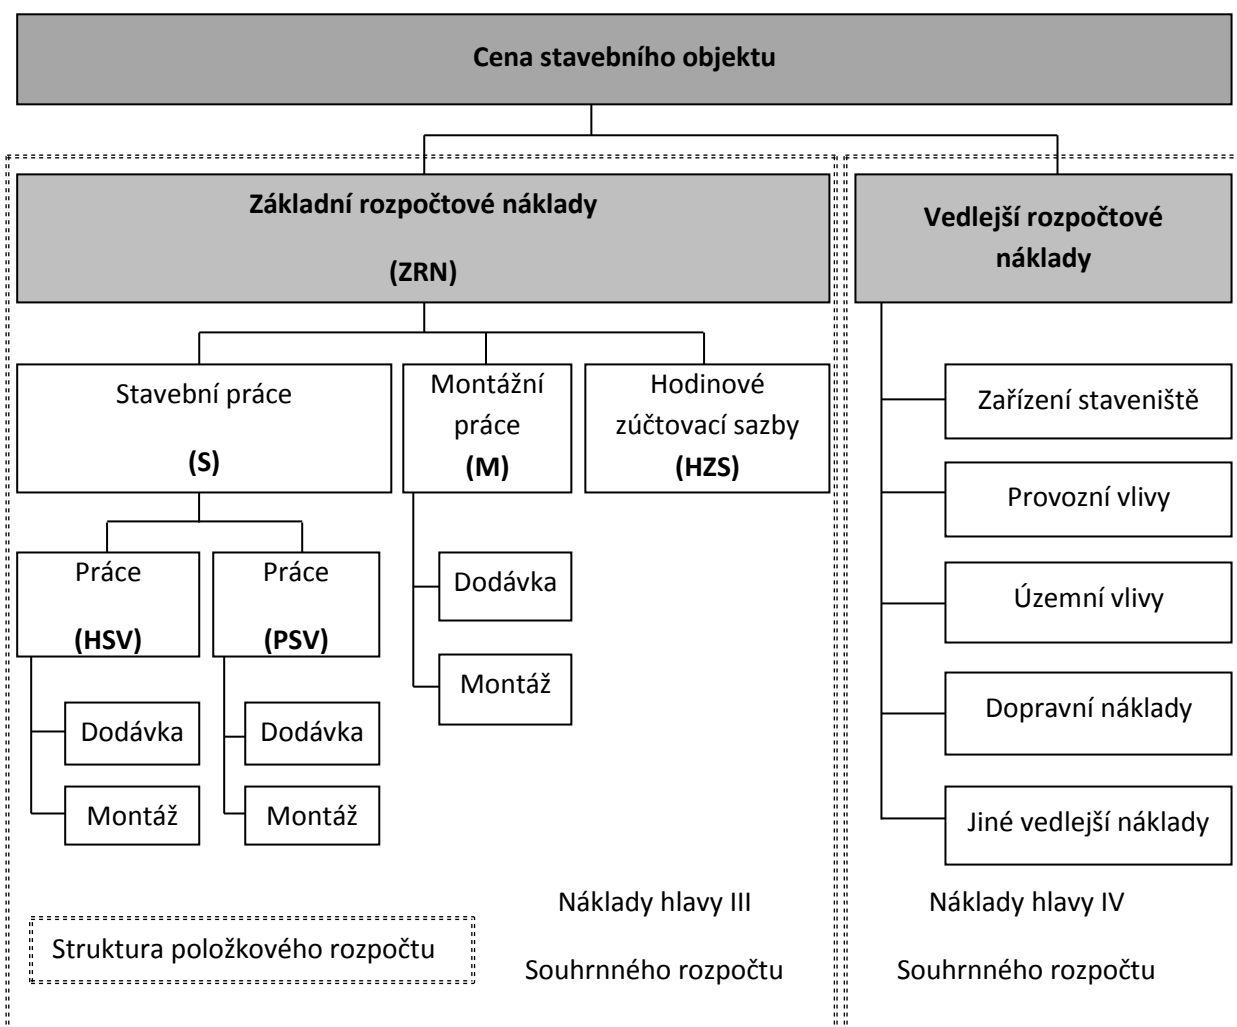 Cena stavebního objektu
Základní rozpočtové náklady
(ZRN)
Vedlejší rozpočtové
náklady
Stavební práce
(S)
Montážní
práce
(M)
Hodinové
zúčtovací sazby
(HZS)
Práce
(HSV)
Práce
(PSV)
Dodávka
Montáž
Dodávka
Montáž
Dodávka
Montáž
Zařízení staveniště
Provozní vlivy
Územní vlivy
Dopravní náklady
Jiné vedlejší náklady
Struktura položkového rozpočtu
Náklady hlavy III
Souhrnného rozpočtu
Náklady hlavy IV
Souhrnného rozpočtu